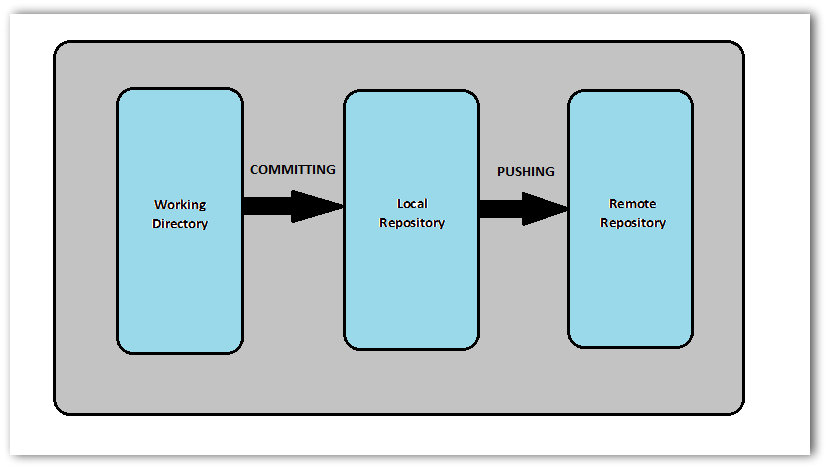 COMMITTING
PUSHING
Working
Directory
Local
Repository
Remote
Repository